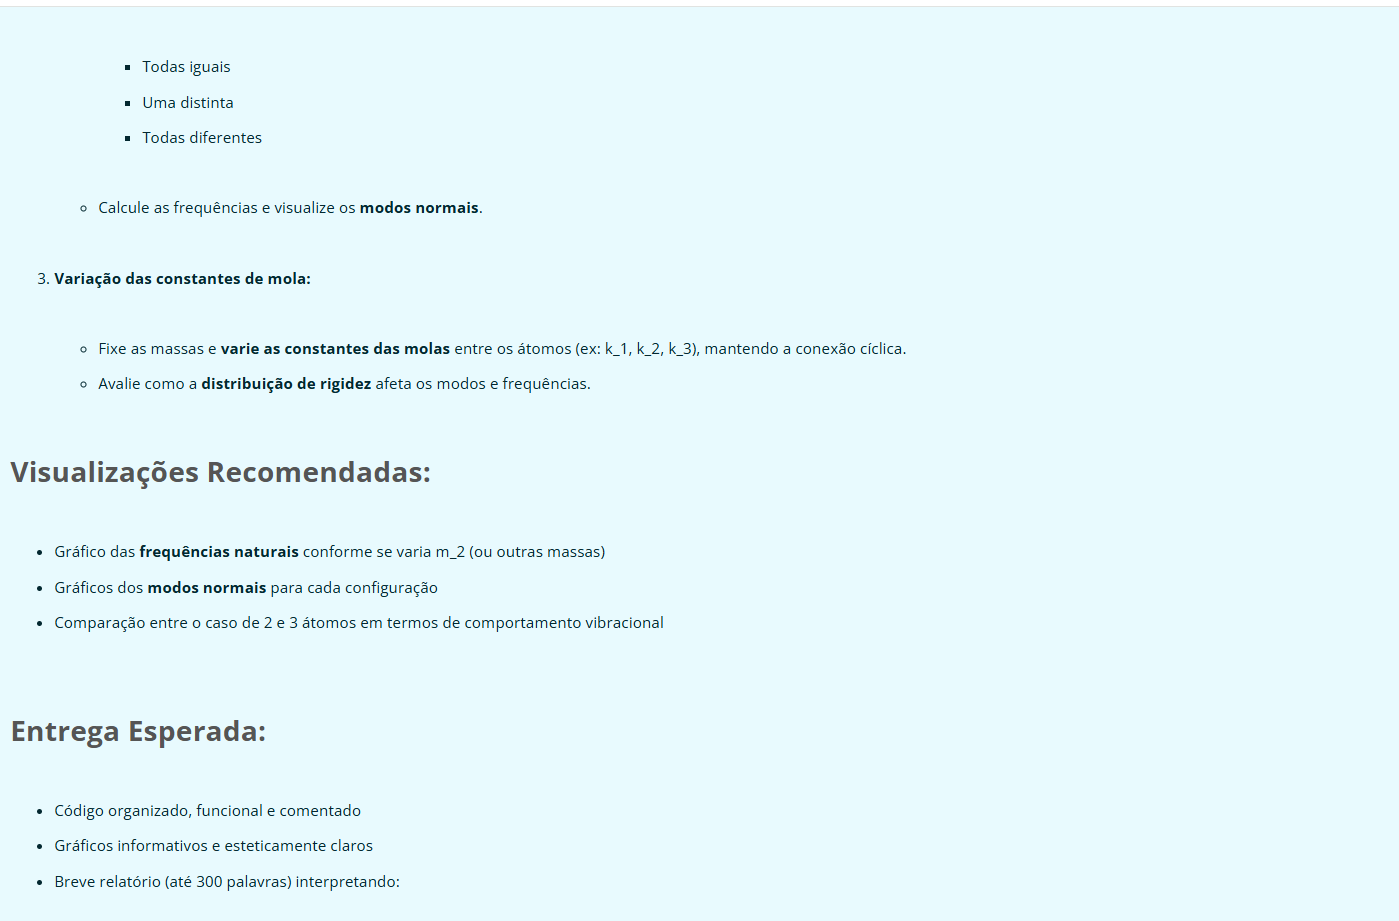 Todas iguais
Uma distinta
Todas diferentes
Calcule as frequências e visualize os modos normais.
3. Variação das constantes de mola:
Fixe as massas e varie as constantes das molas entre os átomos (ex: k_1, k_2, k_3), mantendo a conexão cíclica.
Avalie como a distribuição de rigidez afeta os modos e frequências.
Visualizações Recomendadas:
Gráfico das frequências naturais conforme se varia m_2 (ou outras massas)
Gráficos dos modos normais para cada configuração
Comparação entre o caso de 2 e 3 átomos em termos de comportamento vibracional
Entrega Esperada:
Código organizado, funcional e comentado
Gráficos informativos e esteticamente claros
Breve relatório (até 300 palavras) interpretando: